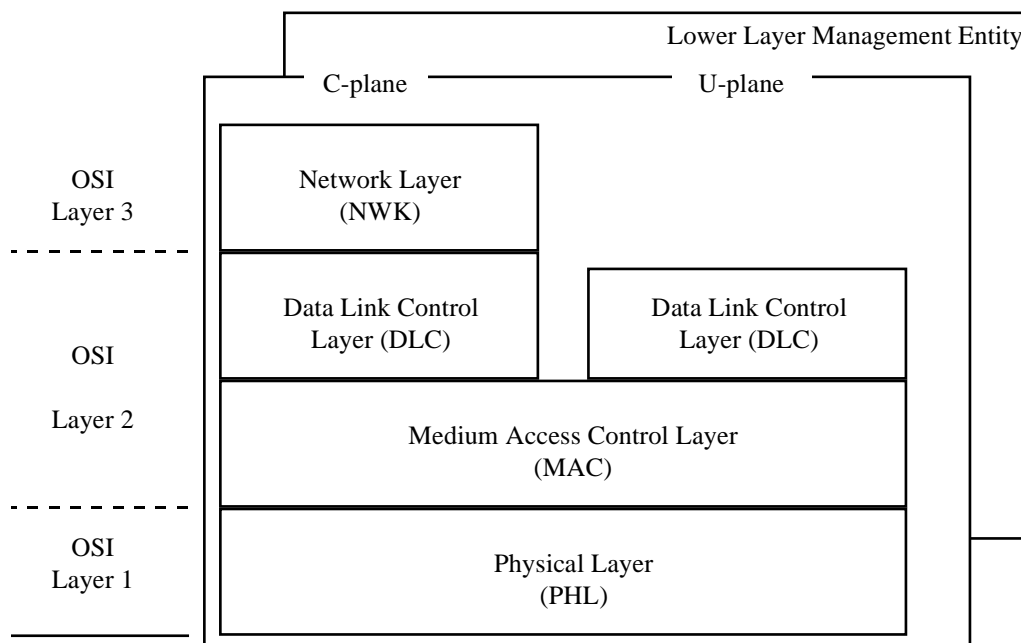 Lower Layer Management Entity
C-plane
U-plane
OSI
Layer 3
Network Layer
(NWK)
OSI
Layer 2
Data Link Control
Layer (DLC)
Data Link Control
Layer (DLC)
Medium Access Control Layer
(MAC)
OSI
Layer 1
Physical Layer
(PHL)